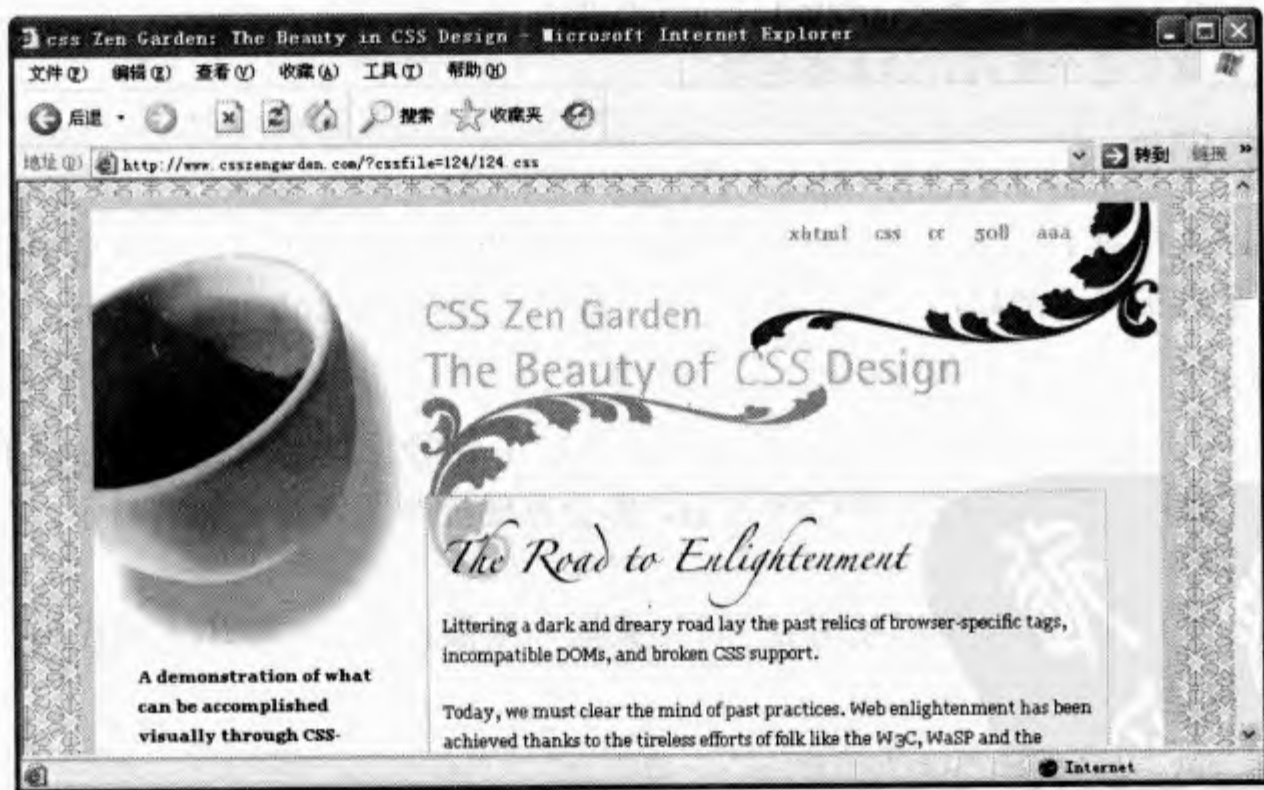 css Zen Garden: The Beauty in CSS Design - Microsoft Internet Explorer
文件(F) 编辑(E) 查看(V) 收藏(A) 工具(T) 帮助(H)
后退 搜索 收藏夹
地址(D) http://www.csszengarden.com/?cssfile=124/124.css 转到 链接 »
xhtml css cc 508 aaa
CSS Zen Garden
The Beauty of CSS Design
The Road to Enlightenment
Littering a dark and dreary road lay the past relics of browser-specific tags,
incompatible DOMs, and broken CSS support.
Today, we must clear the mind of past practices. Web enlightenment has been
achieved thanks to the tireless efforts of folk like the W3C, WaSP and the
A demonstration of what
can be accomplished
visually through CSS-
Internet